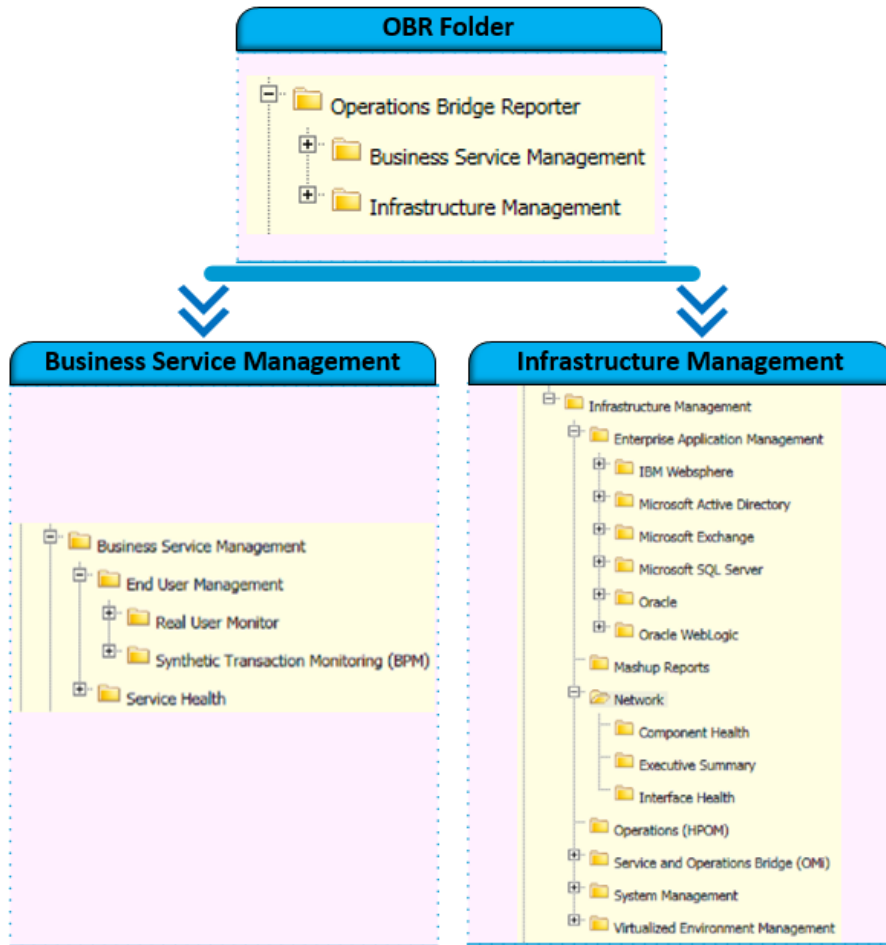 OBR Folder
Operations Bridge Reporter
Business Service Management
Infrastructure Management
Business Service Management
Business Service Management
End User Management
Real User Monitor
Synthetic Transaction Monitoring (BPM)
Service Health
Infrastructure Management
Infrastructure Management
Enterprise Application Management
IBM Websphere
Microsoft Active Directory
Microsoft Exchange
Microsoft SQL Server
Oracle
Oracle WebLogic
Mashup Reports
Network
Component Health
Executive Summary
Interface Health
Operations (HPOM)
Service and Operations Bridge (OMi)
System Management
Virtualized Environment Management